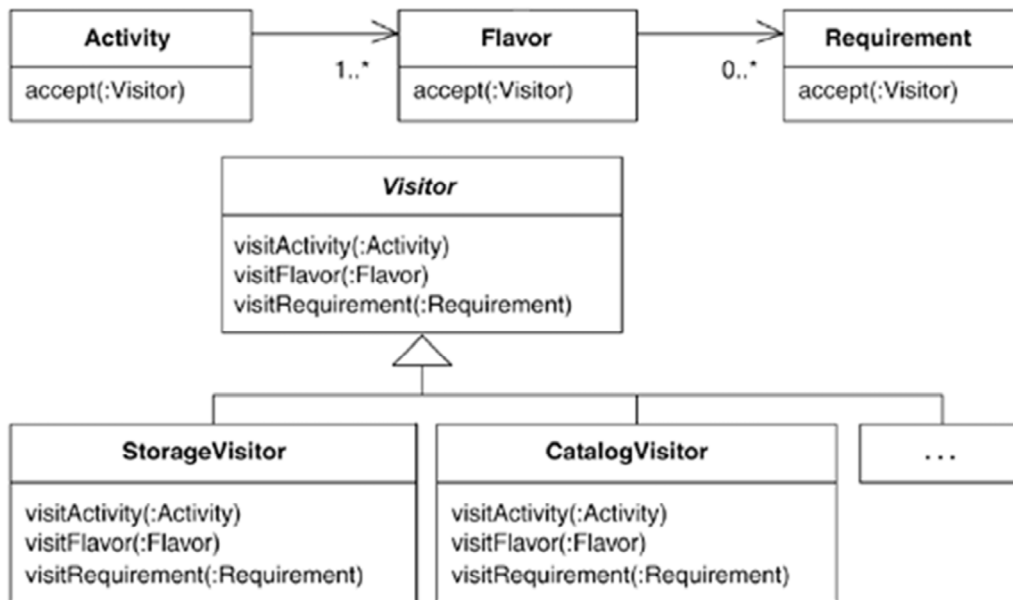 Activity
accept(:Visitor)
1..*
Flavor
accept(:Visitor)
0..*
Requirement
accept(:Visitor)
Visitor
visitActivity(:Activity)
visitFlavor(:Flavor)
visitRequirement(:Requirement)
StorageVisitor
visitActivity(:Activity)
visitFlavor(:Flavor)
visitRequirement(:Requirement)
CatalogVisitor
visitActivity(:Activity)
visitFlavor(:Flavor)
visitRequirement(:Requirement)
...